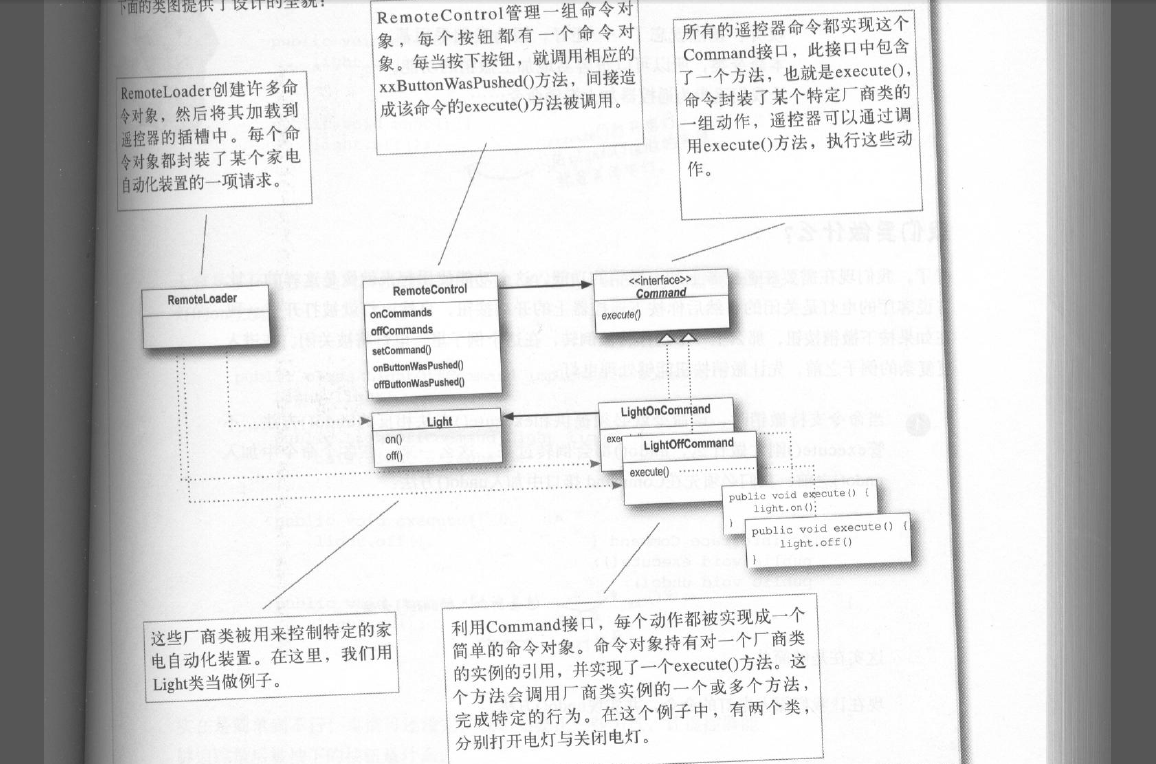 下面的类图提供了设计的全貌：
RemoteLoader创建许多命
令对象，然后将其加载到
遥控器的插槽中。每个命
令对象都封装了某个家电
自动化装置的一项请求。
RemoteControl管理一组命令对
象，每个按钮都有一个命令对
象。每当按下按钮，就调用相应的
xxButtonWasPushed()方法，间接造
成该命令的execute()方法被调用。
所有的遥控器命令都实现这个
Command接口，此接口中包含
了一个方法，也就是execute()，
命令封装了某个特定厂商类的
一组动作，遥控器可以通过调
用execute()方法，执行这些动
作。
RemoteLoader
RemoteControl
onCommands
offCommands
setCommand()
onButtonWasPushed()
offButtonWasPushed()
<<interface>>
Command
execute()
Light
on()
off()
LightOnCommand
LightOffCommand
execute()
public void execute() {
light.on();
}
public void execute() {
light.off()
}
这些厂商类被用来控制特定的家
电自动化装置。在这里，我们用
Light类当做例子。
利用Command接口，每个动作都被实现成一个
简单的命令对象。命令对象持有对一个厂商类
的实例的引用，并实现了一个execute()方法。这
个方法会调用厂商类实例的一个或多个方法，
完成特定的行为。在这个例子中，有两个类，
分别打开电灯与关闭电灯。